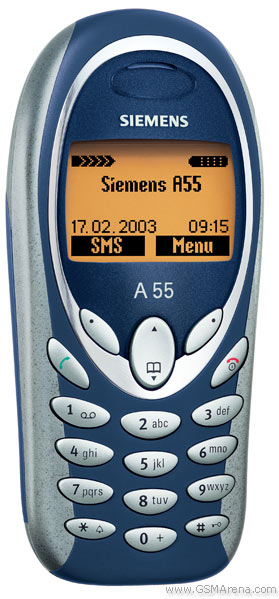 SIEMENS
Siemens A55
17.02.2003 09:15
SMS Menu
A 55
1 2 abc 3 def
4 ghi 5 jkl 6 mno
7 pqrs 8 tuv 9 wxyz
* 0 + #
www.GSMArena.com